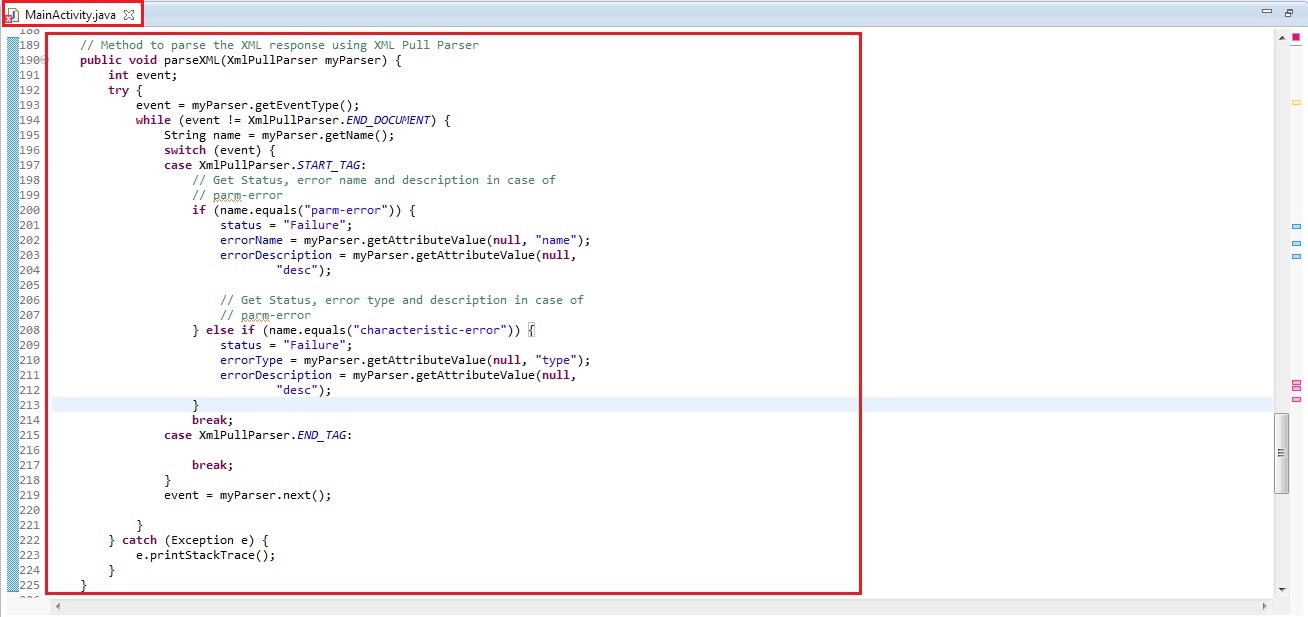 MainActivity.java
188
189 // Method to parse the XML response using XML Pull Parser
190 public void parseXML(XmlPullParser myParser) {
191 int event;
192 try {
193 event = myParser.getEventType();
194 while (event != XmlPullParser.END_DOCUMENT) {
195 String name = myParser.getName();
196 switch (event) {
197 case XmlPullParser.START_TAG:
198 // Get Status, error name and description in case of
199 // parm-error
200 if (name.equals("parm-error")) {
201 status = "Failure";
202 errorName = myParser.getAttributeValue(null, "name");
203 errorDescription = myParser.getAttributeValue(null,
204 "desc");
205
206 // Get Status, error type and description in case of
207 // parm-error
208 } else if (name.equals("characteristic-error")) {
209 status = "Failure";
210 errorType = myParser.getAttributeValue(null, "type");
211 errorDescription = myParser.getAttributeValue(null,
212 "desc");
213 }
214 break;
215 case XmlPullParser.END_TAG:
216
217 break;
218 }
219 event = myParser.next();
220
221 }
222 } catch (Exception e) {
223 e.printStackTrace();
224 }
225 }